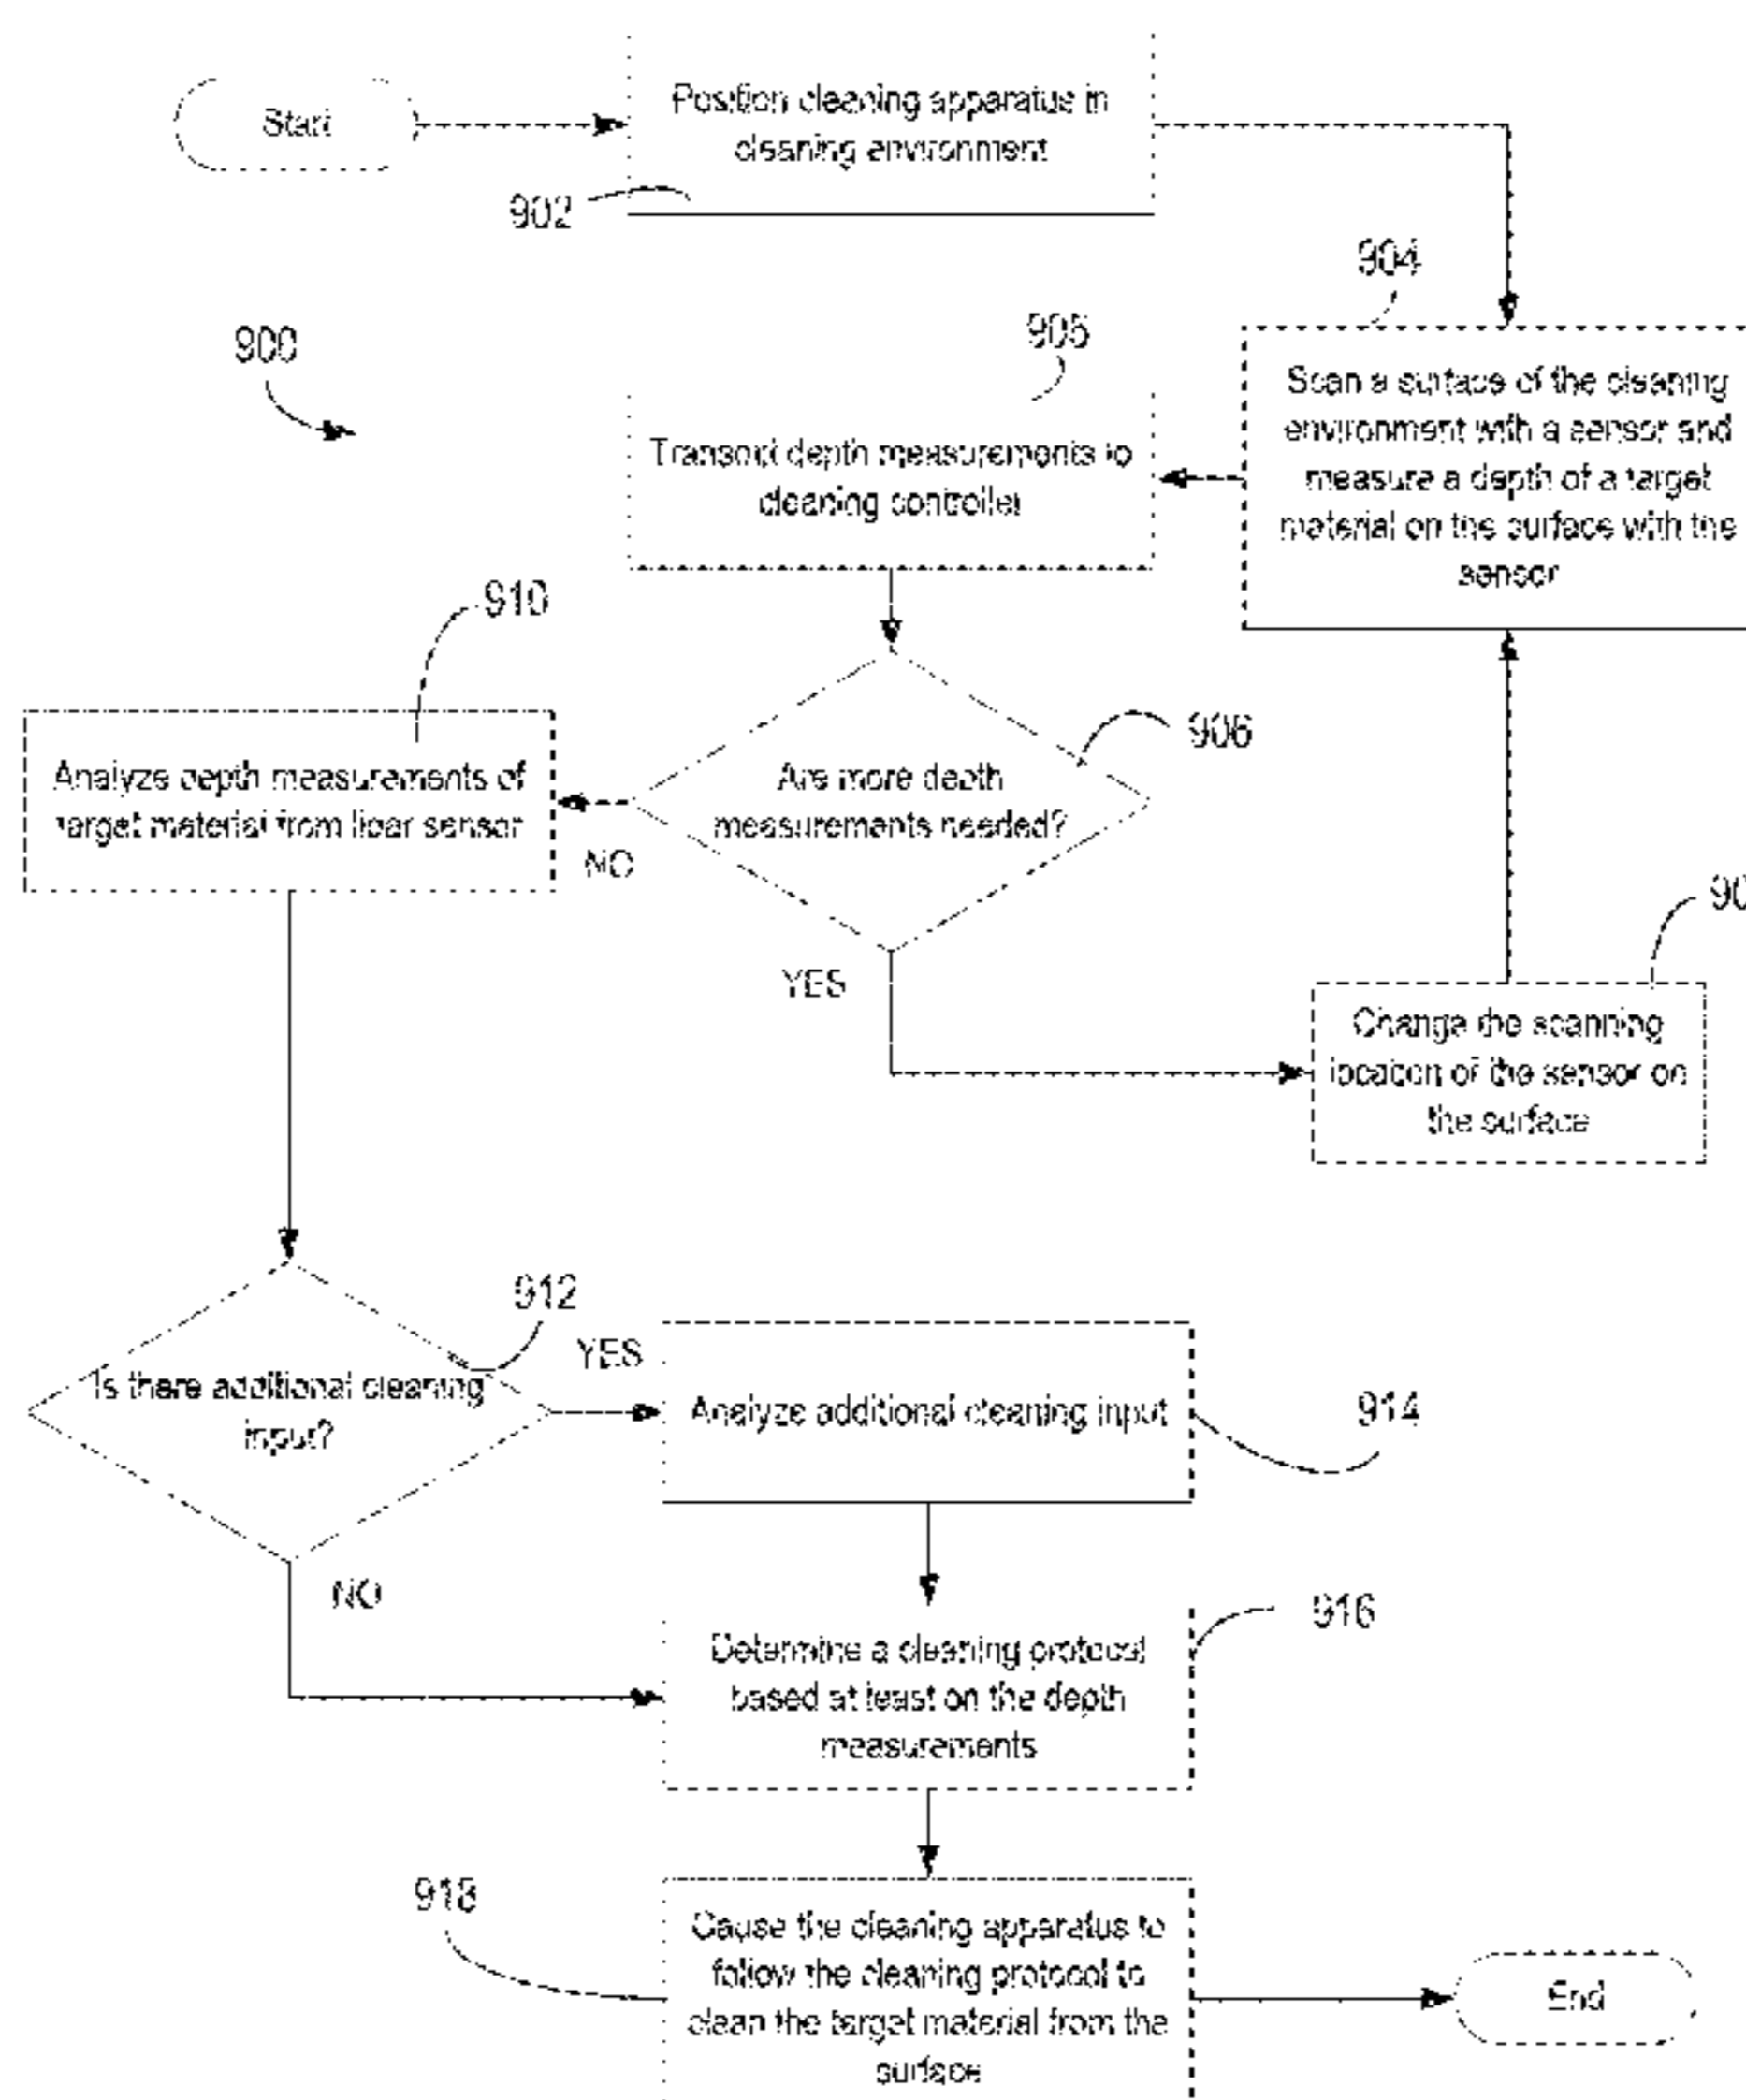 Start
Position cleaning apparatus in
cleaning environment
902
904
Scan a surface of the cleaning
environment with a sensor and
measure a depth of a target
material on the surface with the
sensor
900
905
Transmit depth measurements to
cleaning controller
906
Are more depth
measurements needed?
NO
YES
910
Analyze depth measurements of
target material from lidar sensor
90
Change the scanning
location of the sensor on
the surface
912
Is there additional cleaning
input?
YES
NO
Analyze additional cleaning input
914
Determine a cleaning protocol
based at least on the depth
measurements
916
918
Cause the cleaning apparatus to
follow the cleaning protocol to
clean the target material from the
surface
End